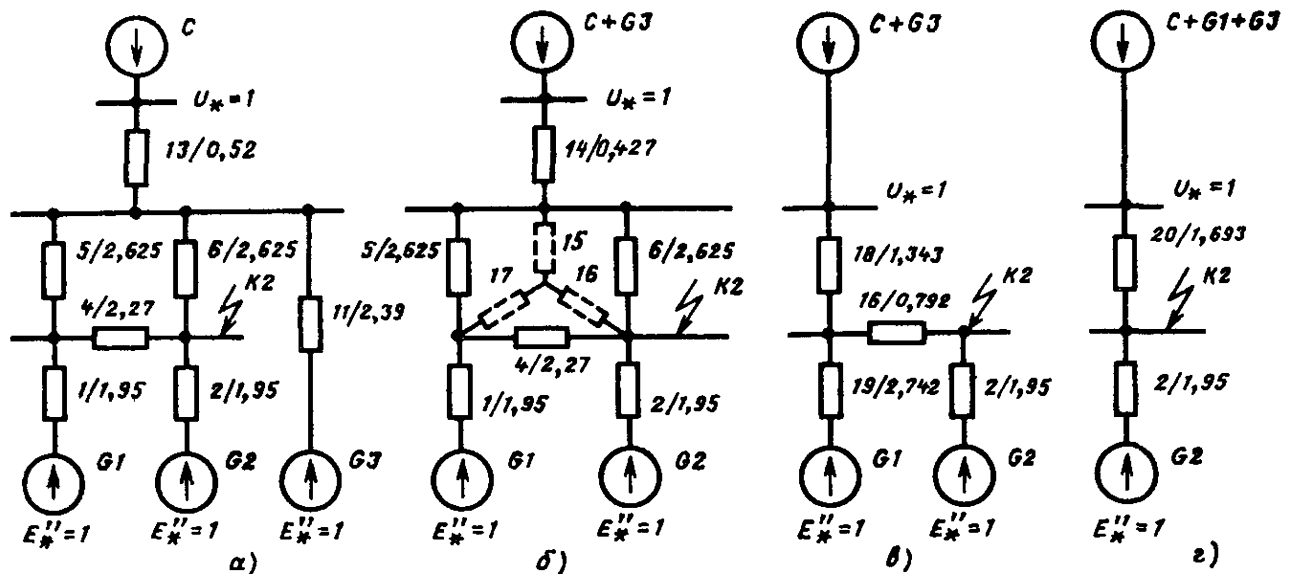 C
U* = 1
13/0,52
5/2,625
6/2,625
4/2,27
K2
11/2,39
1/1,95
2/1,95
G1
G2
G3
E*'' = 1
E*'' = 1
E*'' = 1
а)
C + G3
U* = 1
14/0,427
5/2,625
15
6/2,625
17
16
K2
4/2,27
1/1,95
2/1,95
G1
G2
E*'' = 1
E*'' = 1
б)
C + G3
U* = 1
18/1,343
K2
16/0,792
19/2,742
2/1,95
G1
G2
E*'' = 1
E*'' = 1
в)
C + G1 + G3
U* = 1
20/1,693
K2
2/1,95
G2
E*'' = 1
г)